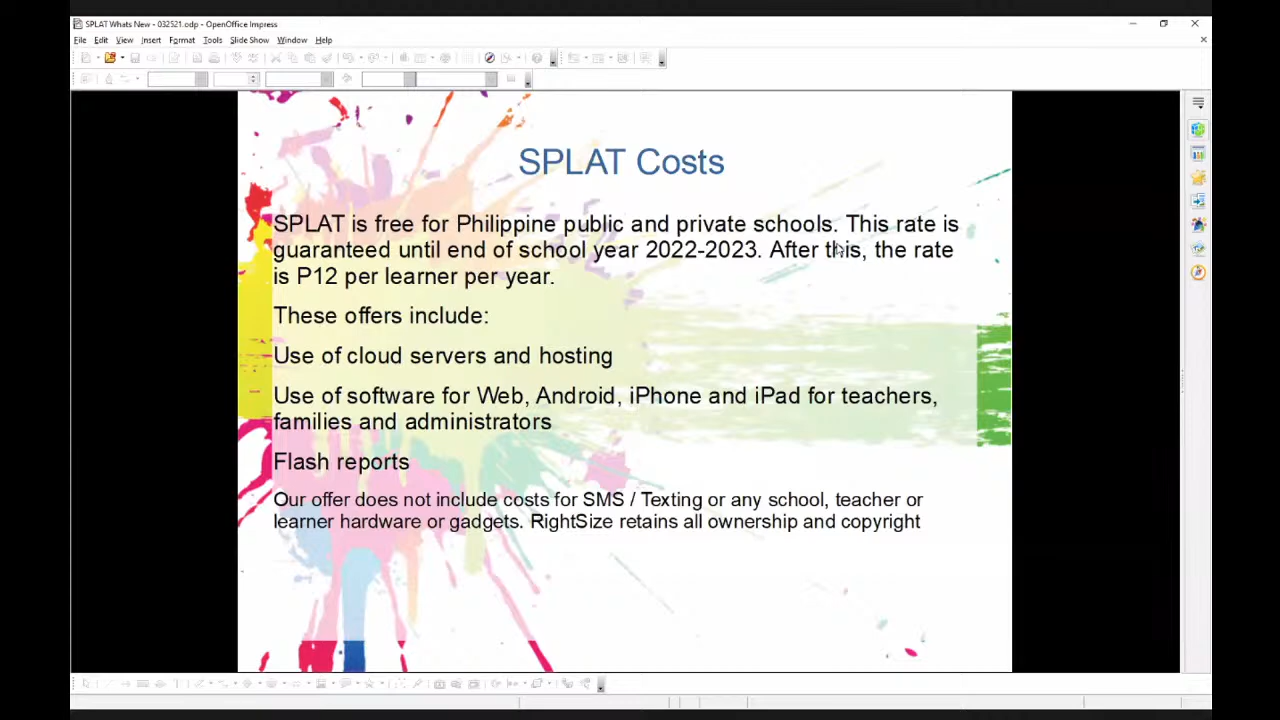 SPLAT Whats New - 032521.odp - OpenOffice Impress
File Edit View Insert Format Tools Slide Show Window Help
SPLAT Costs
SPLAT is free for Philippine public and private schools. This rate is
guaranteed until end of school year 2022-2023. After this, the rate
is P12 per learner per year.
These offers include:
Use of cloud servers and hosting
Use of software for Web, Android, iPhone and iPad for teachers,
families and administrators
Flash reports
Our offer does not include costs for SMS / Texting or any school, teacher or
learner hardware or gadgets. RightSize retains all ownership and copyright